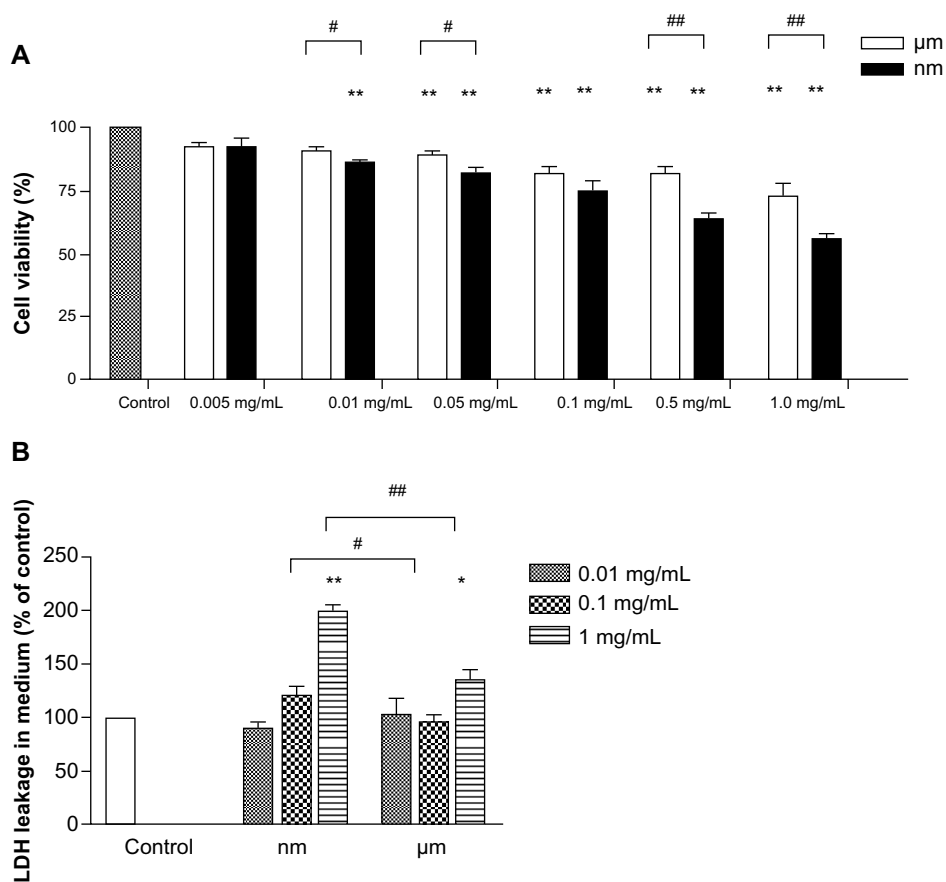 A
# # ## ##
** ** ** ** ** ** ** ** **
µm
nm
Cell viability (%)
100
75
50
25
0
Control 0.005 mg/mL 0.01 mg/mL 0.05 mg/mL 0.1 mg/mL 0.5 mg/mL 1.0 mg/mL
B
LDH leakage in medium (% of control)
##
#
** *
250
200
150
100
50
0
0.01 mg/mL
0.1 mg/mL
1 mg/mL
Control nm µm